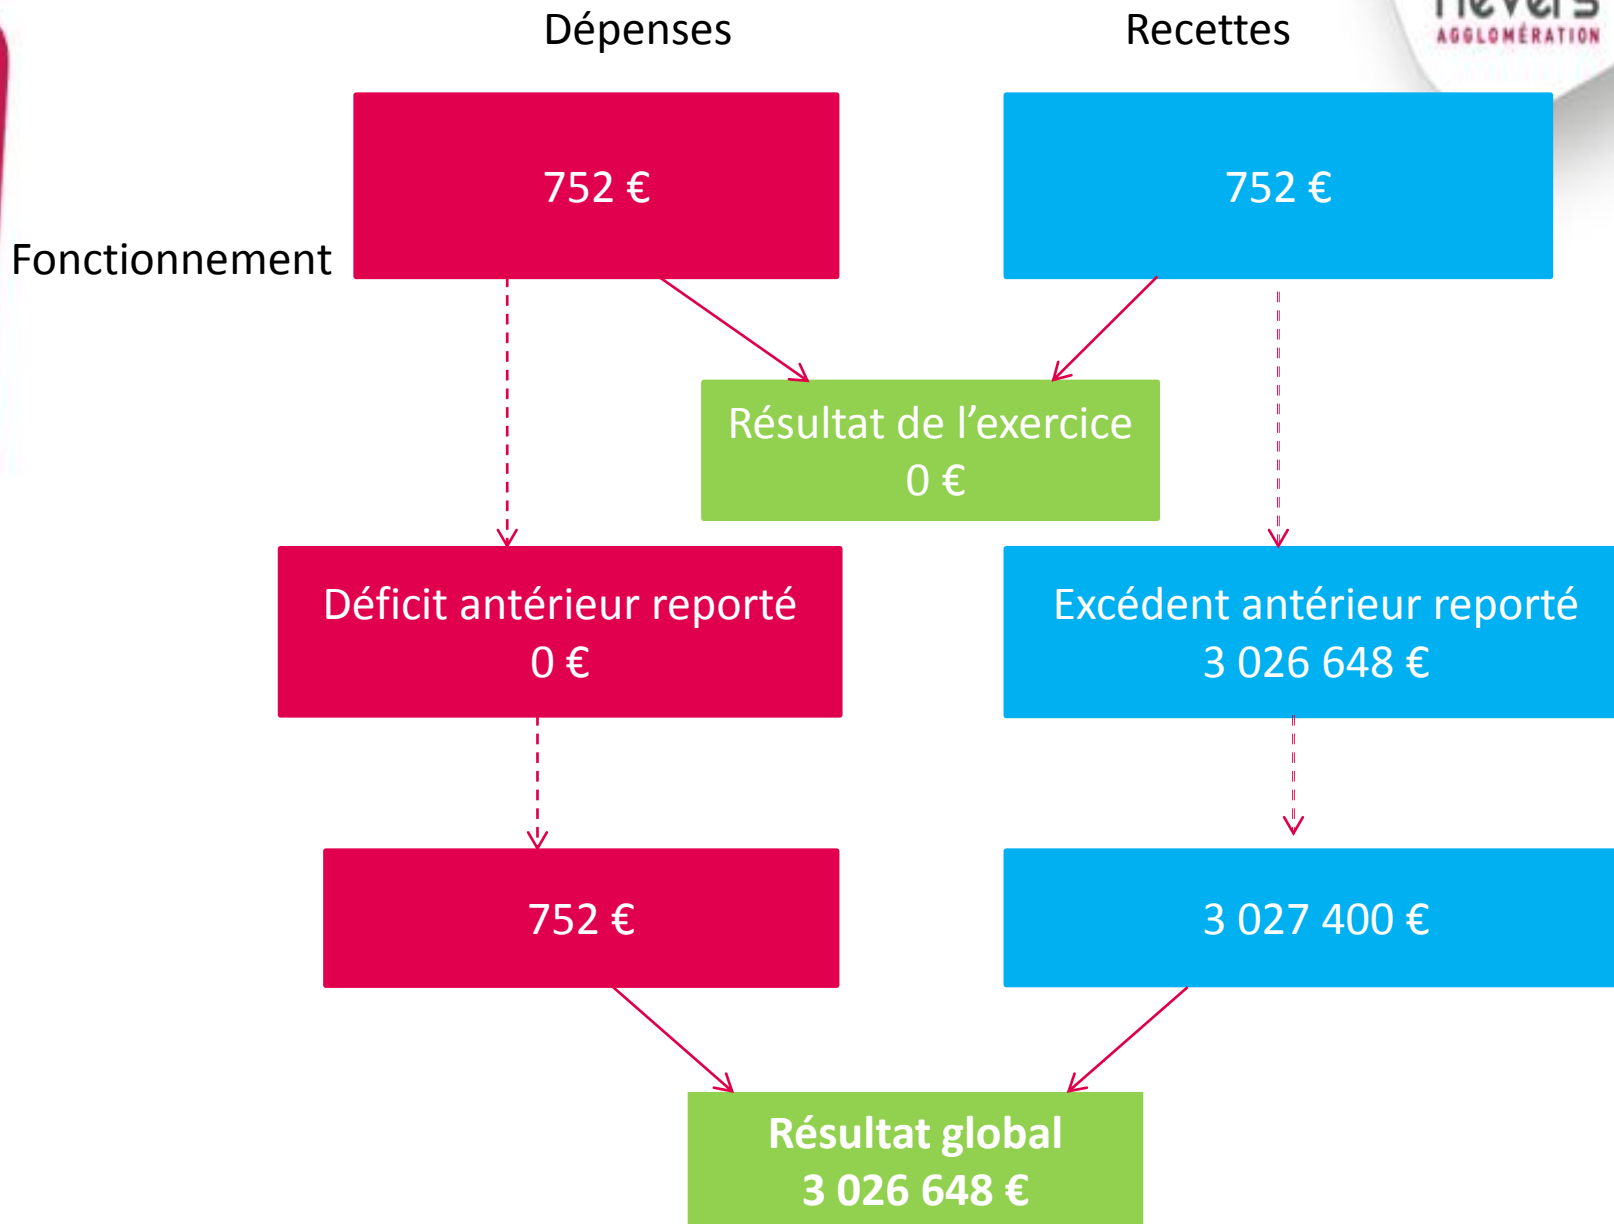 Dépenses
Recettes
nevers
AGGLOMÉRATION
752 €
752 €
Fonctionnement
Résultat de l’exercice
0 €
Déficit antérieur reporté
0 €
Excédent antérieur reporté
3 026 648 €
752 €
3 027 400 €
Résultat global
3 026 648 €